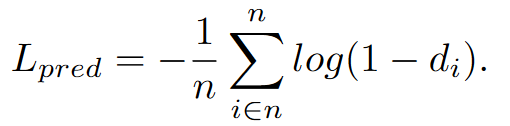 L_{pred} = -\frac{1}{n} \sum_{i \in n}^{n} log(1 - d_i).